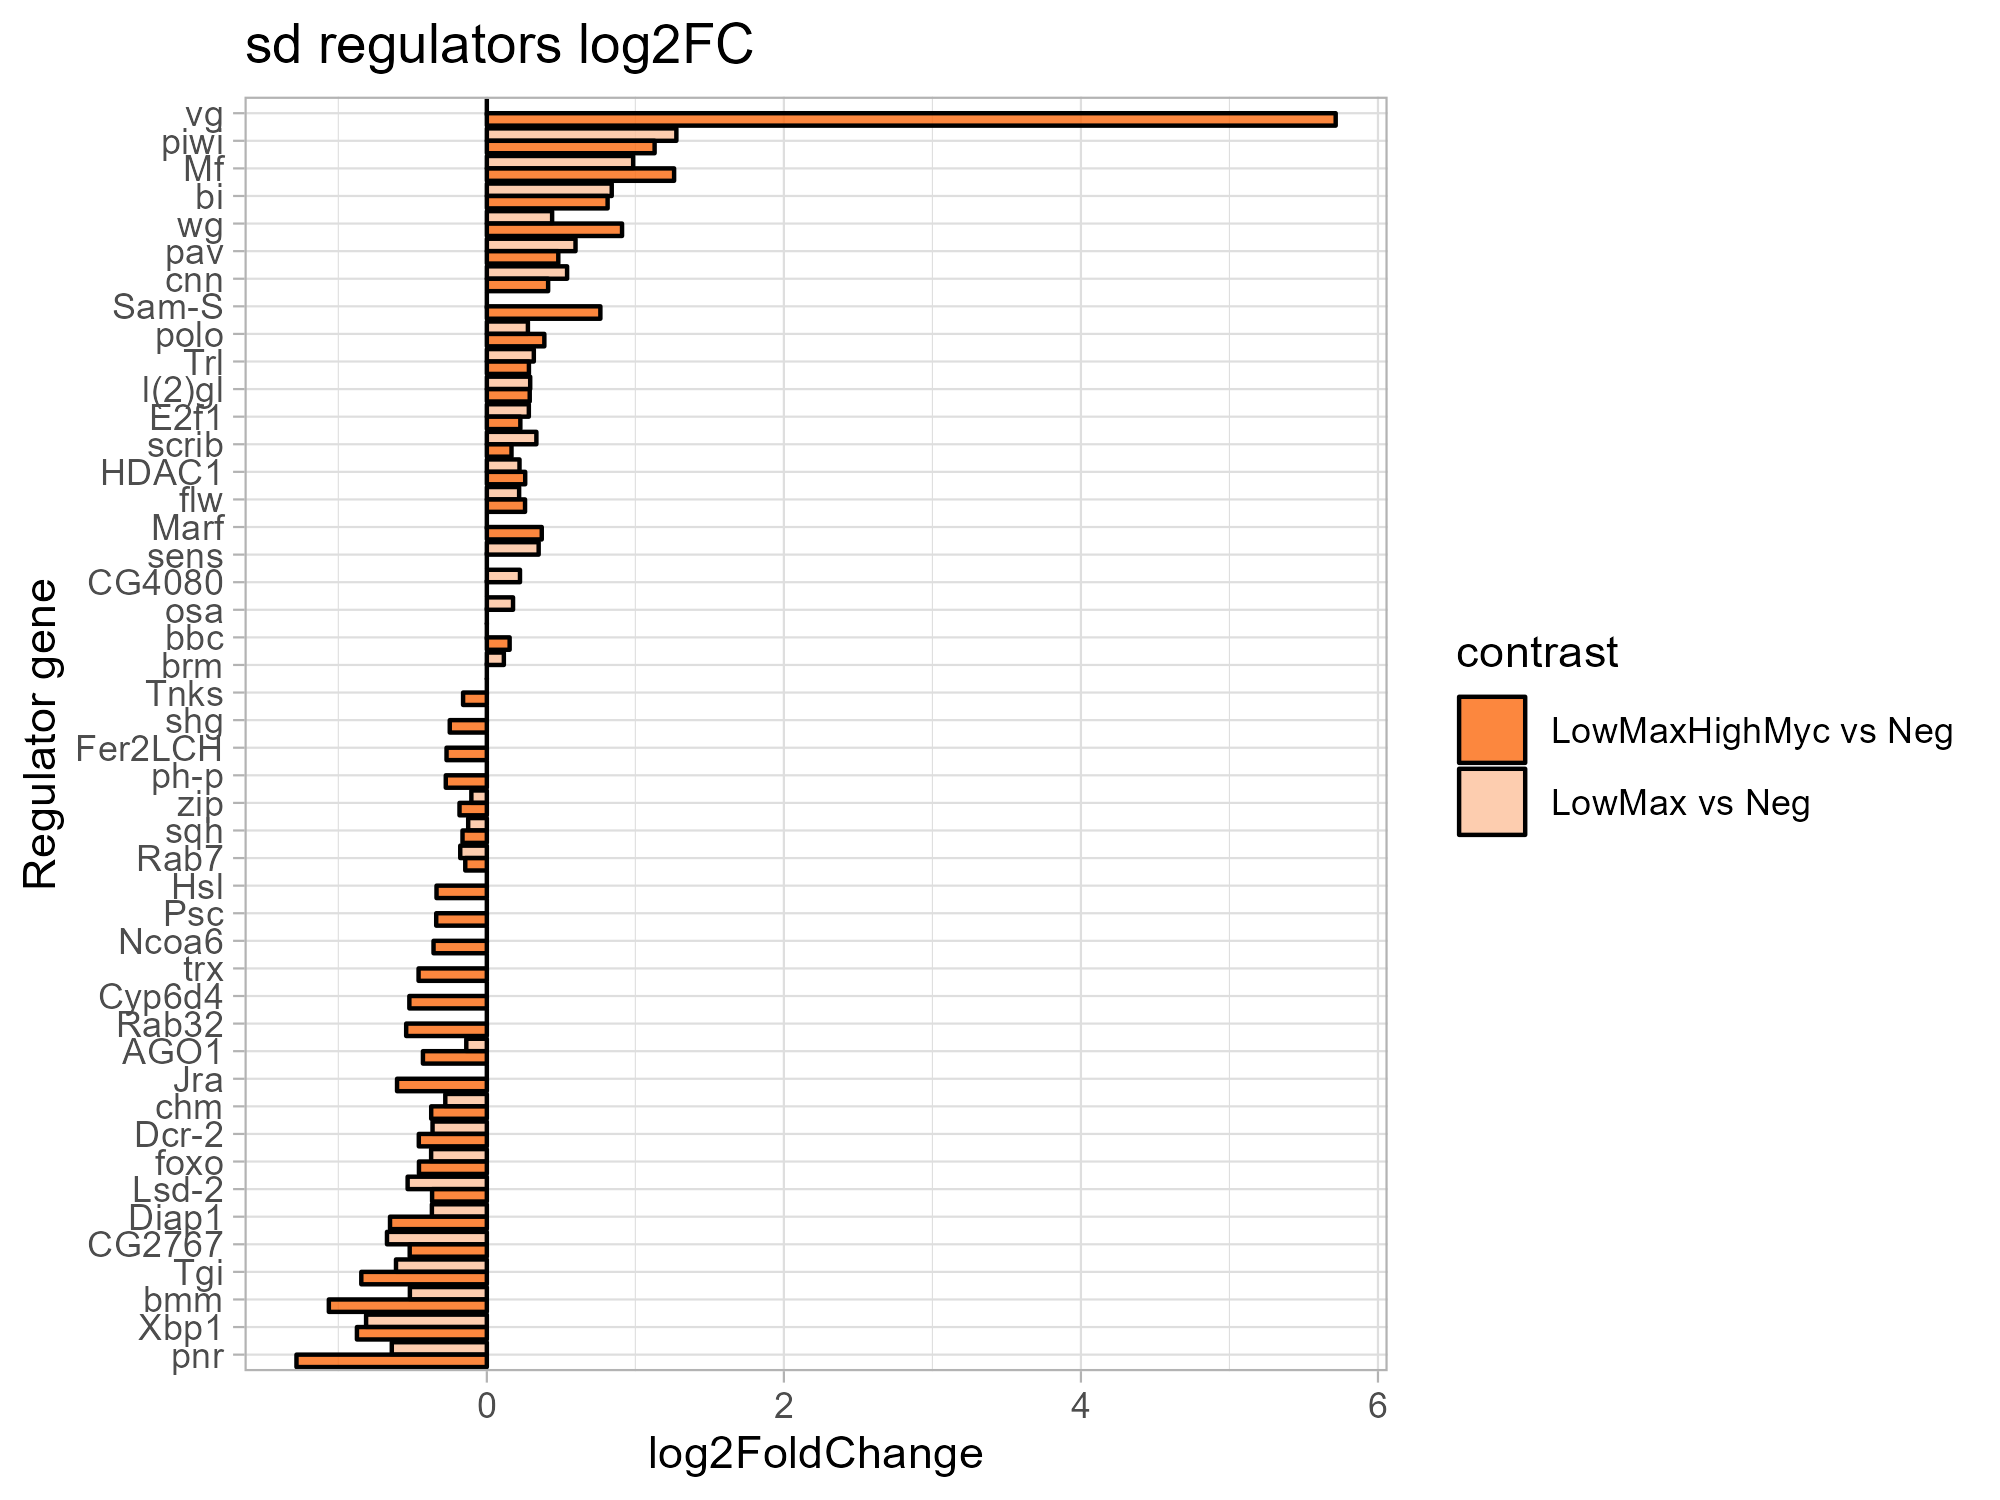 sd regulators log2FC
vg
piwi
Mf
bi
wg
pav
cnn
Sam-S
polo
Trl
l(2)gl
E2f1
scrib
HDAC1
flw
Marf
sens
CG4080
osa
bbc
brm
Tnks
shg
Fer2LCH
ph-p
zip
sqh
Rab7
Hsl
Psc
Ncoa6
trx
Cyp6d4
Rab32
AGO1
Jra
chm
Dcr-2
foxo
Lsd-2
Diap1
CG2767
Tgi
bmm
Xbp1
pnr
Regulator gene
0 2 4 6
log2FoldChange
contrast
LowMaxHighMyc vs Neg
LowMax vs Neg